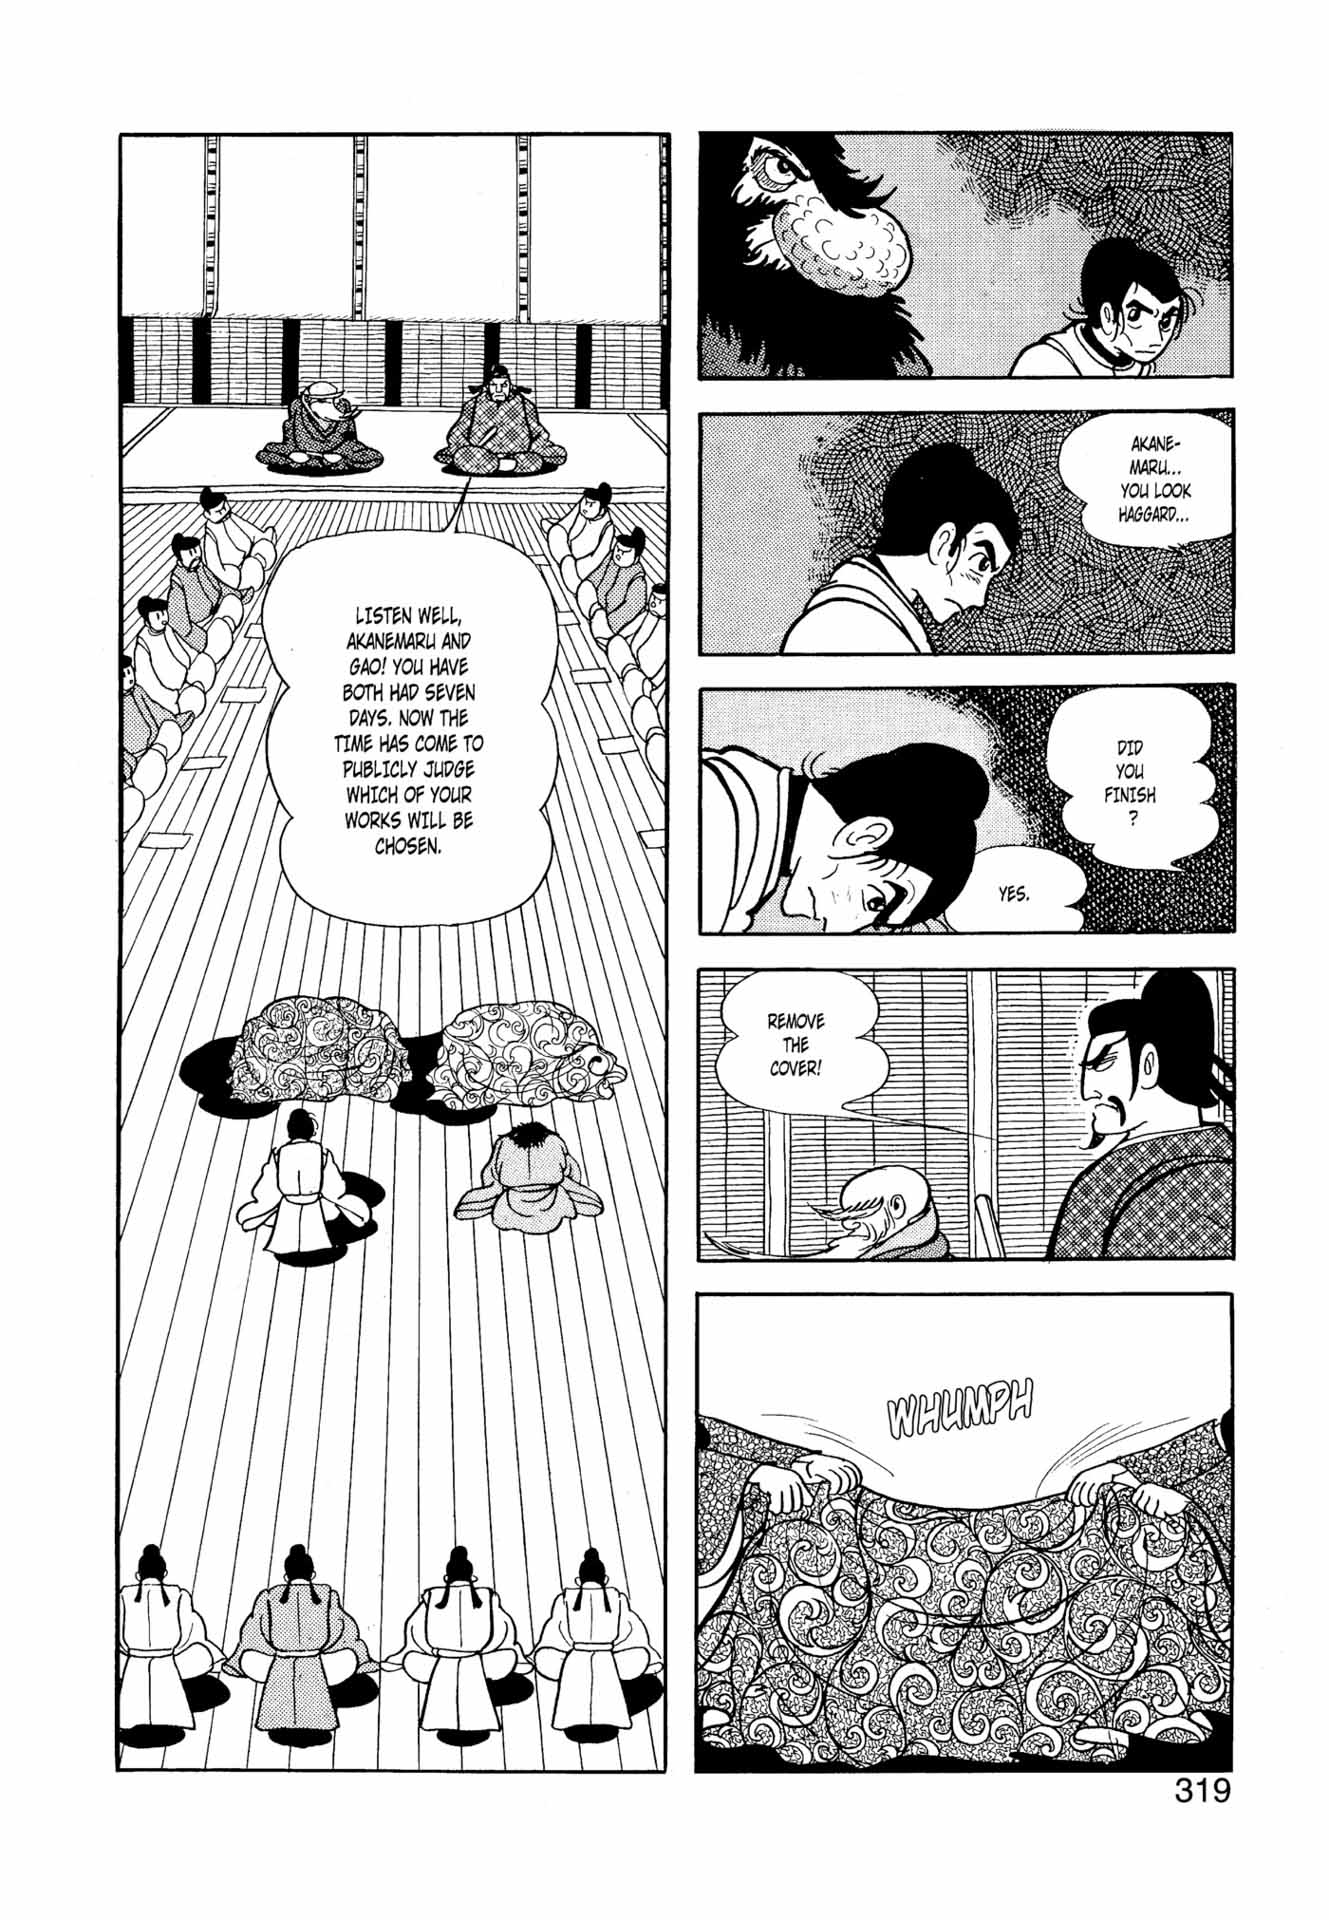 LISTEN WELL,
AKANEMARU AND
GAO! YOU HAVE
BOTH HAD SEVEN
DAYS. NOW THE
TIME HAS COME TO
PUBLICLY JUDGE
WHICH OF YOUR
WORKS WILL BE
CHOSEN.
AKANE-
MARU...
YOU LOOK
HAGGARD...
DID
YOU
FINISH
?
YES.
REMOVE
THE
COVER!
WHUMPH
319